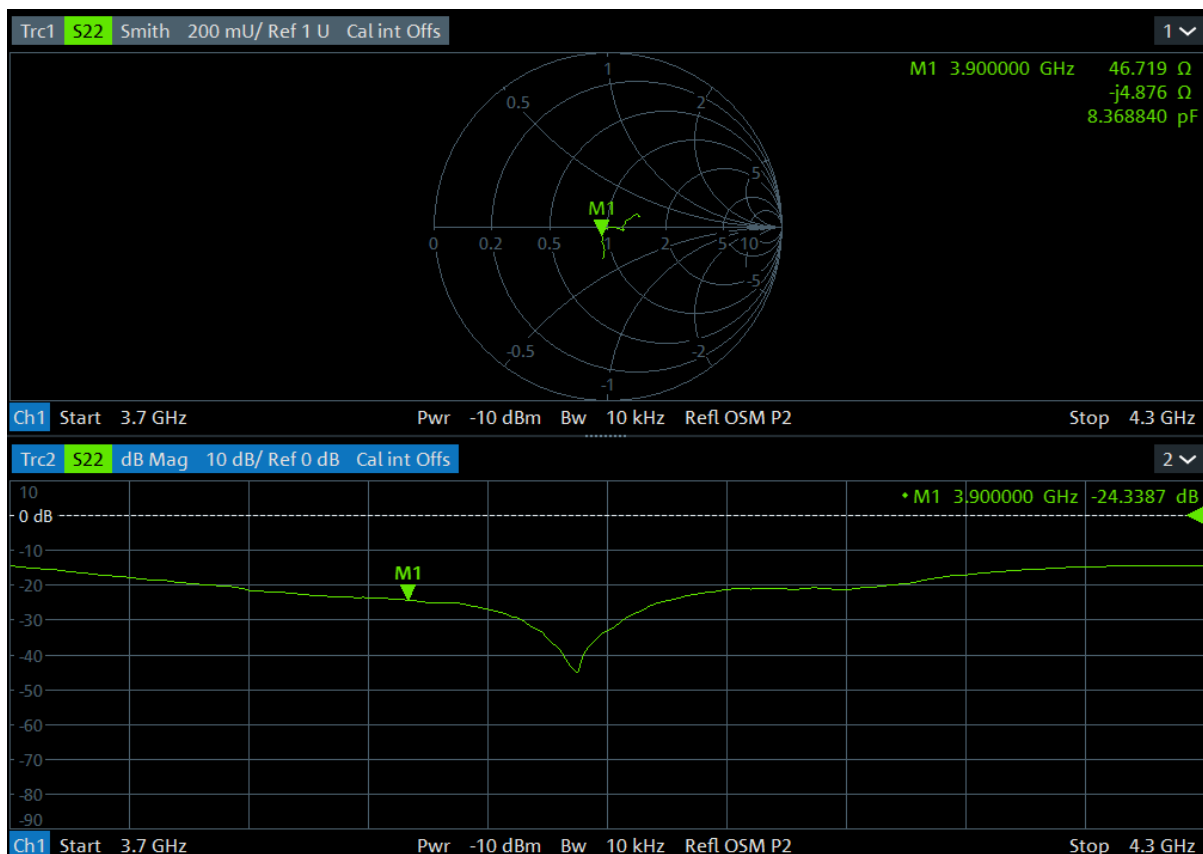 Trc1 S22 Smith 200 mU/ Ref 1 U Cal int Offs 1
M1 3.900000 GHz 46.719 Ω
-j4.876 Ω
8.368840 pF
1
0.5 2
5
M1
0 0.2 0.5 1 2 5 10
-5
-0.5 -2
-1
Ch1 Start 3.7 GHz Pwr -10 dBm Bw 10 kHz Refl OSM P2 Stop 4.3 GHz
Trc2 S22 dB Mag 10 dB/ Ref 0 dB Cal int Offs 2
10 • M1 3.900000 GHz -24.3387 dB
0 dB
-10
M1
-20
-30
-40
-50
-60
-70
-80
-90
Ch1 Start 3.7 GHz Pwr -10 dBm Bw 10 kHz Refl OSM P2 Stop 4.3 GHz